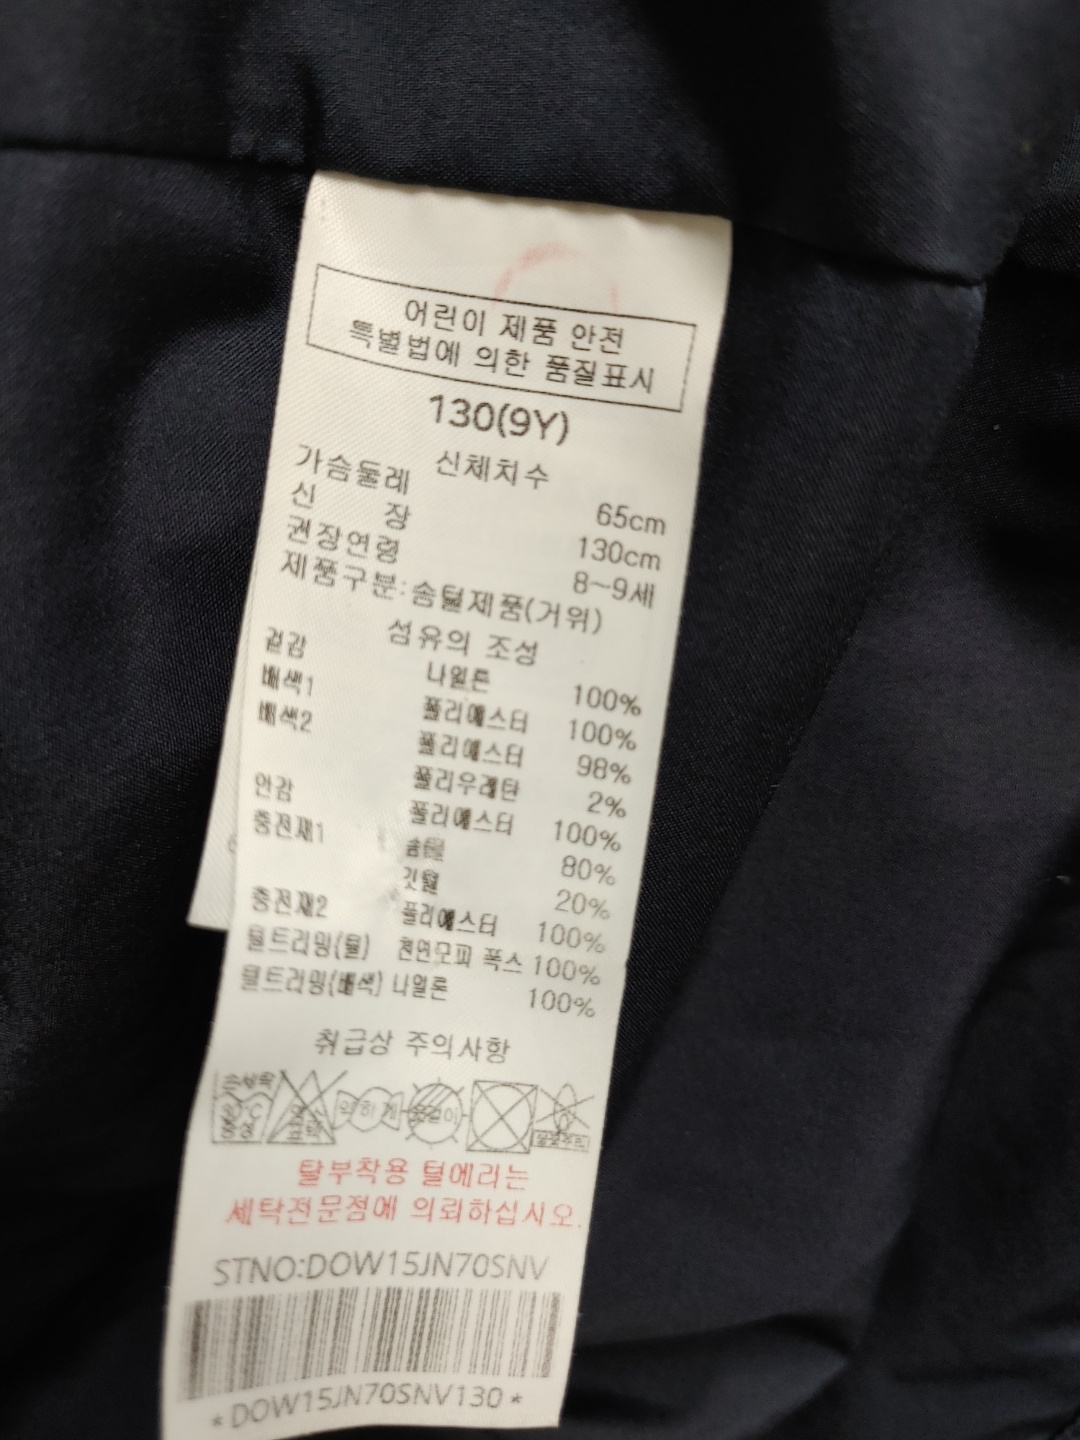 어린이 제품 안전
특별법에 의한 품질표시
130(9Y)
신체치수
가슴둘레 65cm
신 장 130cm
권장연령 8~9세
제품구분:솜털제품(거위)
섬유의 조성
겉감 나일론 100%
배색1 폴리에스터 100%
배색2 폴리에스터 98%
폴리우레탄 2%
안감 폴리에스터 100%
충전재1 솜털 80%
깃털 20%
충전재2 폴리에스터 100%
털트리밍(털) 천연모피 폭스 100%
털트리밍(배색) 나일론 100%
취급상 주의사항
손세탁
약하게
탈부착용 털에리는
세탁전문점에 의뢰하십시오.
STNO:DOW15JN70SNV
*DOW15JN70SNV130*